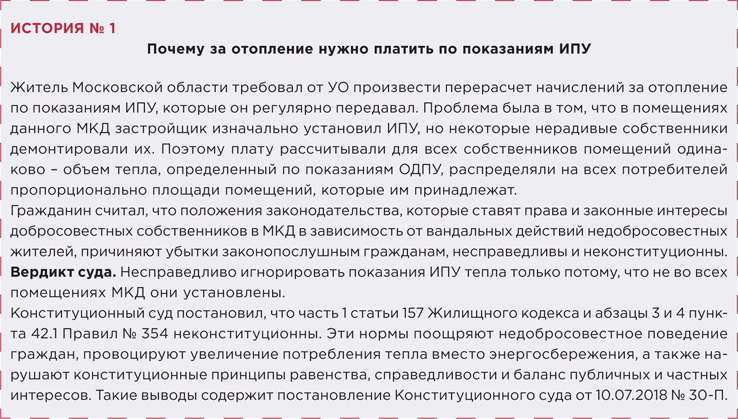 ИСТОРИЯ № 1
Почему за отопление нужно платить по показаниям ИПУ
Житель Московской области требовал от УО произвести перерасчет начислений за отопление
по показаниям ИПУ, которые он регулярно передавал. Проблема была в том, что в помещениях
данного МКД застройщик изначально установил ИПУ, но некоторые нерадивые собственники
демонтировали их. Поэтому плату рассчитывали для всех собственников помещений одина-
ково – объем тепла, определенный по показаниям ОДПУ, распределяли на всех потребителей
пропорционально площади помещений, которые им принадлежат.
Гражданин считал, что положения законодательства, которые ставят права и законные интересы
добросовестных собственников в МКД в зависимость от вандальных действий недобросовестных
жителей, причиняют убытки законопослушным гражданам, несправедливы и неконституционны.
Вердикт суда. Несправедливо игнорировать показания ИПУ тепла только потому, что не во всех
помещениях МКД они установлены.
Конституционный суд постановил, что часть 1 статьи 157 Жилищного кодекса и абзацы 3 и 4 пунк-
та 42.1 Правил № 354 неконституционны. Эти нормы поощряют недобросовестное поведение
граждан, провоцируют увеличение потребления тепла вместо энергосбережения, а также на-
рушают конституционные принципы равенства, справедливости и баланс публичных и частных
интересов. Такие выводы содержит постановление Конституционного суда от 10.07.2018 № 30-П.